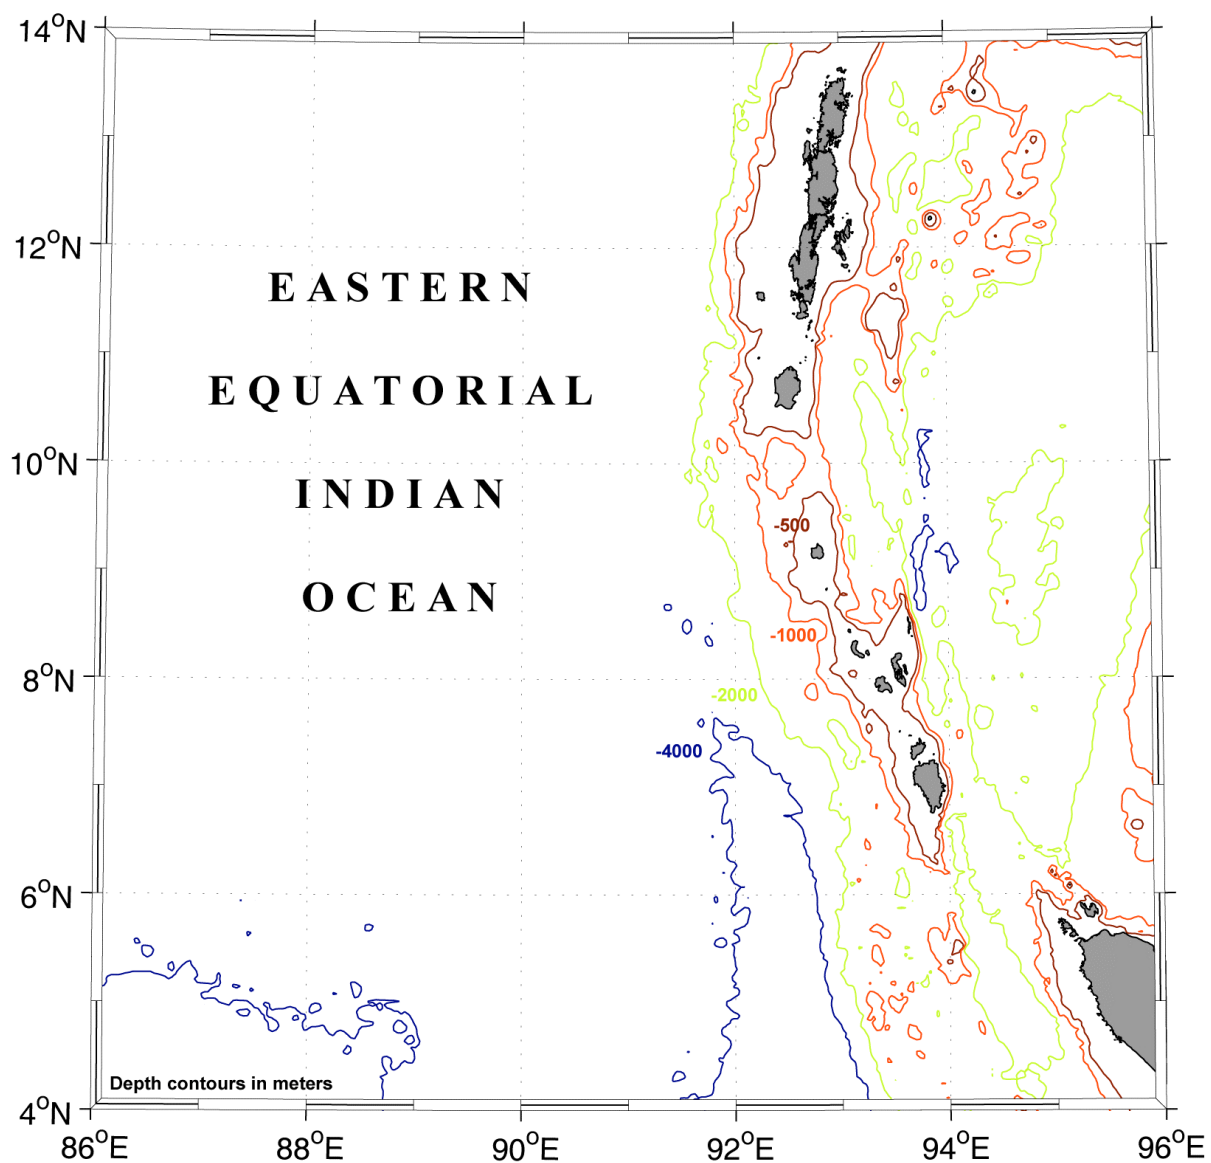 14°N
12°N
EASTERN
EQUATORIAL
10°N
INDIAN
-500
OCEAN
-1000
8°N
-2000
-4000
6°N
Depth contours in meters
4°N
86°E 88°E 90°E 92°E 94°E 96°E